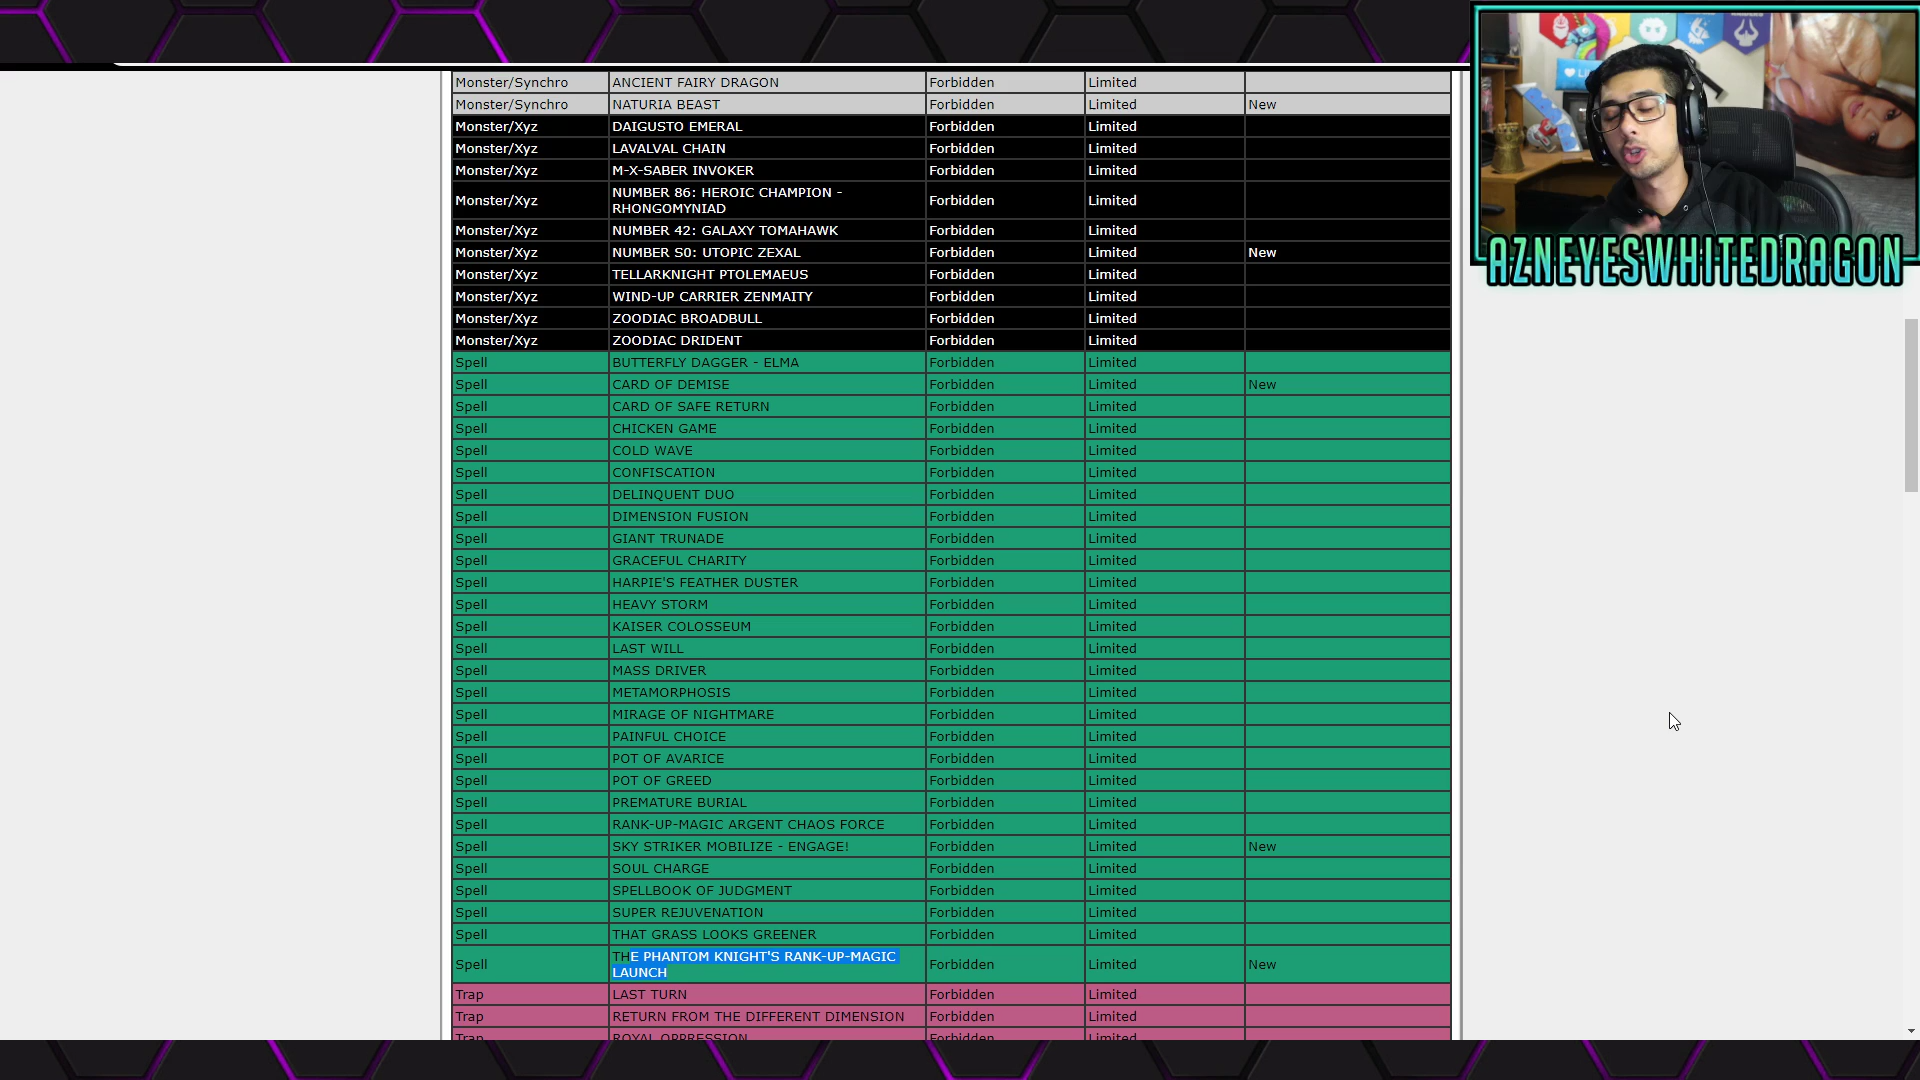 Monster/Synchro ANCIENT FAIRY DRAGON Forbidden Limited
Monster/Synchro NATURIA BEAST Forbidden Limited New
Monster/Xyz DAIGUSTO EMERAL Forbidden Limited
Monster/Xyz LAVALVAL CHAIN Forbidden Limited
Monster/Xyz M-X-SABER INVOKER Forbidden Limited
Monster/Xyz NUMBER 86: HEROIC CHAMPION - Forbidden Limited
RHONGOMYNIAD
Monster/Xyz NUMBER 42: GALAXY TOMAHAWK Forbidden Limited
Monster/Xyz NUMBER S0: UTOPIC ZEXAL Forbidden Limited New
Monster/Xyz TELLARKNIGHT PTOLEMAEUS Forbidden Limited
Monster/Xyz WIND-UP CARRIER ZENMAITY Forbidden Limited
Monster/Xyz ZOODIAC BROADBULL Forbidden Limited
Monster/Xyz ZOODIAC DRIDENT Forbidden Limited
Spell BUTTERFLY DAGGER - ELMA Forbidden Limited
Spell CARD OF DEMISE Forbidden Limited New
Spell CARD OF SAFE RETURN Forbidden Limited
Spell CHICKEN GAME Forbidden Limited
Spell COLD WAVE Forbidden Limited
Spell CONFISCATION Forbidden Limited
Spell DELINQUENT DUO Forbidden Limited
Spell DIMENSION FUSION Forbidden Limited
Spell GIANT TRUNADE Forbidden Limited
Spell GRACEFUL CHARITY Forbidden Limited
Spell HARPIE'S FEATHER DUSTER Forbidden Limited
Spell HEAVY STORM Forbidden Limited
Spell KAISER COLOSSEUM Forbidden Limited
Spell LAST WILL Forbidden Limited
Spell MASS DRIVER Forbidden Limited
Spell METAMORPHOSIS Forbidden Limited
Spell MIRAGE OF NIGHTMARE Forbidden Limited
Spell PAINFUL CHOICE Forbidden Limited
Spell POT OF AVARICE Forbidden Limited
Spell POT OF GREED Forbidden Limited
Spell PREMATURE BURIAL Forbidden Limited
Spell RANK-UP-MAGIC ARGENT CHAOS FORCE Forbidden Limited
Spell SKY STRIKER MOBILIZE - ENGAGE! Forbidden Limited New
Spell SOUL CHARGE Forbidden Limited
Spell SPELLBOOK OF JUDGMENT Forbidden Limited
Spell SUPER REJUVENATION Forbidden Limited
Spell THAT GRASS LOOKS GREENER Forbidden Limited
Spell THE PHANTOM KNIGHT'S RANK-UP-MAGIC Forbidden Limited New
LAUNCH
Trap LAST TURN Forbidden Limited
Trap RETURN FROM THE DIFFERENT DIMENSION Forbidden Limited
Trap ROYAL OPPRESSION Forbidden Limited
AZNEYESWHITEDRAGON